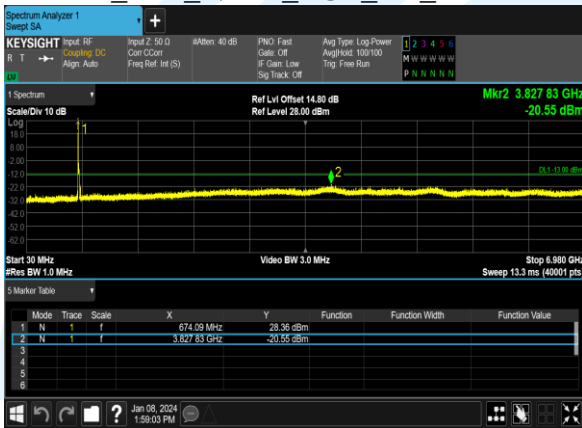 Spectrum Analyzer 1
Swept SA
KEYSIGHT
R T
LV
Input: RF
Coupling: DC
Align: Auto
Input Z: 50 Ω
Corr CCorr
Freq Ref: Int (S)
#Atten: 40 dB
PNO: Fast
Gate: Off
IF Gain: Low
Sig Track: Off
Avg Type: Log-Power
Avg|Hold: 100/100
Trig: Free Run
1 2 3 4 5 6
M W W W W W
P N N N N N
1 Spectrum
Scale/Div 10 dB
Ref Lvl Offset 14.80 dB
Ref Level 28.00 dBm
Mkr2 3.827 83 GHz
-20.55 dBm
Log
18.0
8.00
-2.00
-12.0
-22.0
-32.0
-42.0
-52.0
-62.0
1
2
DL1 -13.00 dBm
Start 30 MHz
#Res BW 1.0 MHz
Video BW 3.0 MHz
Stop 6.980 GHz
Sweep 13.3 ms (40001 pts
5 Marker Table
Mode Trace Scale X Y Function Function Width Function Value
1 N 1 f 674.09 MHz 28.36 dBm
2 N 1 f 3.827 83 GHz -20.55 dBm
3
4
5
6
?
Jan 08, 2024
1:59:03 PM